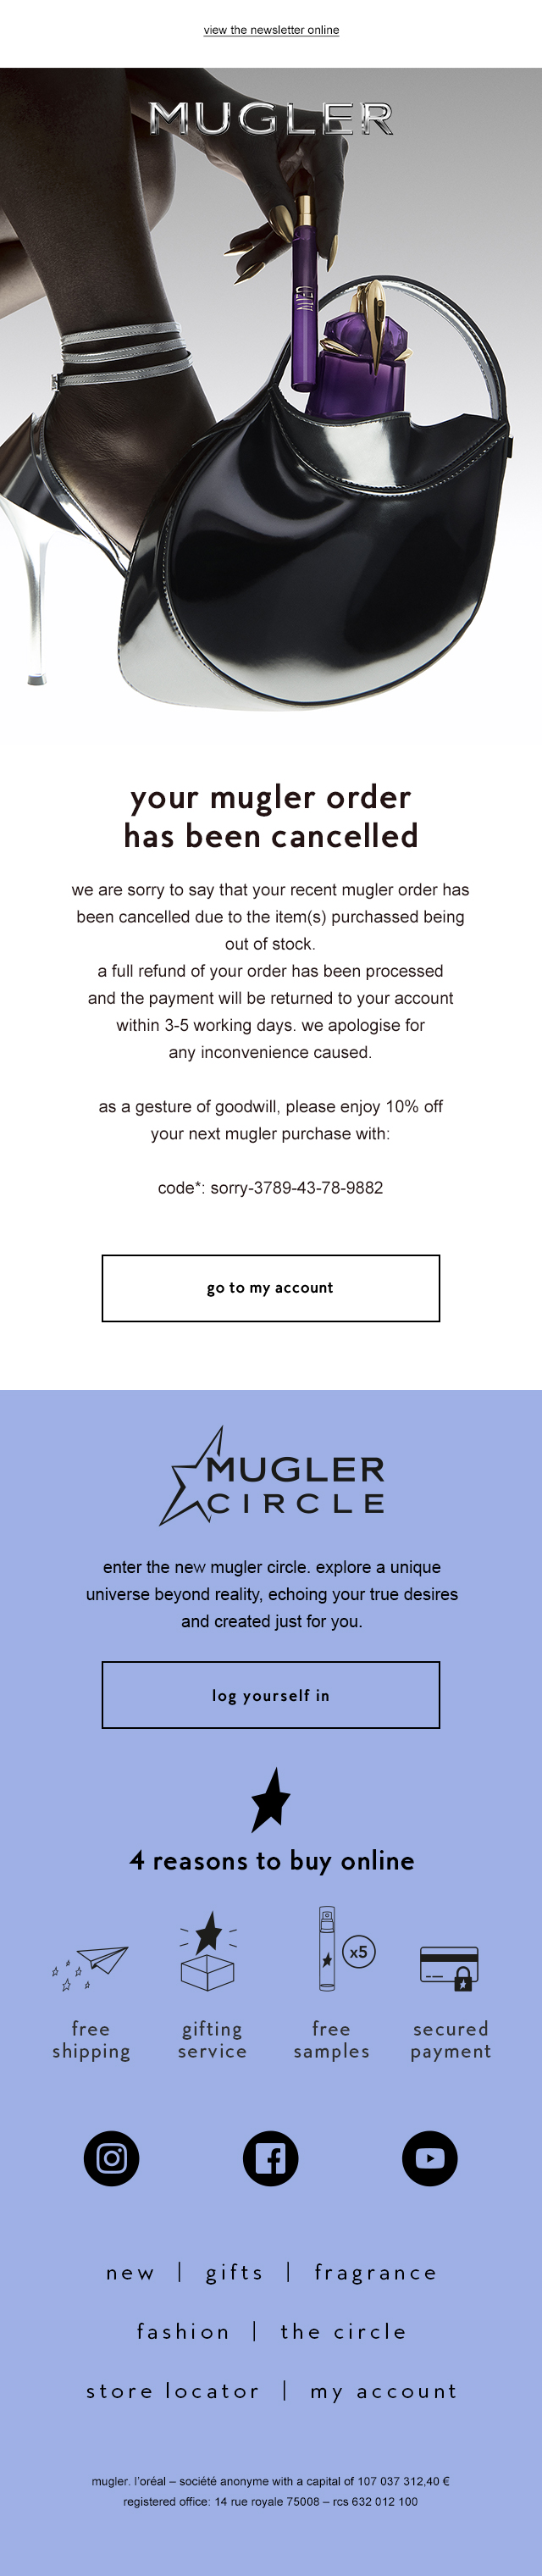 view the newsletter online
MUGLER
ALIEN
your mugler order
has been cancelled
we are sorry to say that your recent mugler order has
been cancelled due to the item(s) purchassed being
out of stock.
a full refund of your order has been processed
and the payment will be returned to your account
within 3-5 working days. we apologise for
any inconvenience caused.
as a gesture of goodwill, please enjoy 10% off
your next mugler purchase with:
code*: sorry-3789-43-78-9882
go to my account
MUGLER
CIRCLE
enter the new mugler circle. explore a unique
universe beyond reality, echoing your true desires
and created just for you.
log yourself in
4 reasons to buy online
x5
free
shipping
gifting
service
free
samples
secured
payment
new | gifts | fragrance
fashion | the circle
store locator | my account
mugler. l'oréal – société anonyme with a capital of 107 037 312,40 €
registered office: 14 rue royale 75008 – rcs 632 012 100